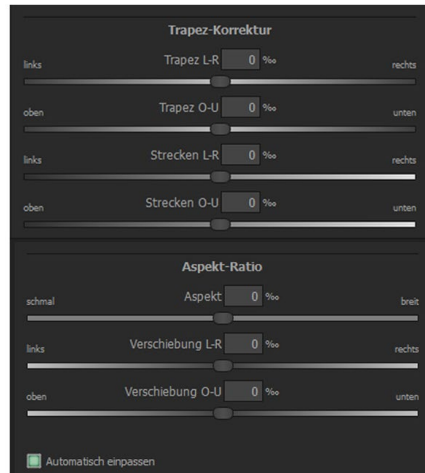 Trapez-Korrektur
Trapez L-R 0 ‰
links rechts
Trapez O-U 0 ‰
oben unten
Strecken L-R 0 ‰
links rechts
Strecken O-U 0 ‰
oben unten
Aspekt-Ratio
Aspekt 0 ‰
schmal breit
Verschiebung L-R 0 ‰
links rechts
Verschiebung O-U 0 ‰
oben unten
Automatisch einpassen